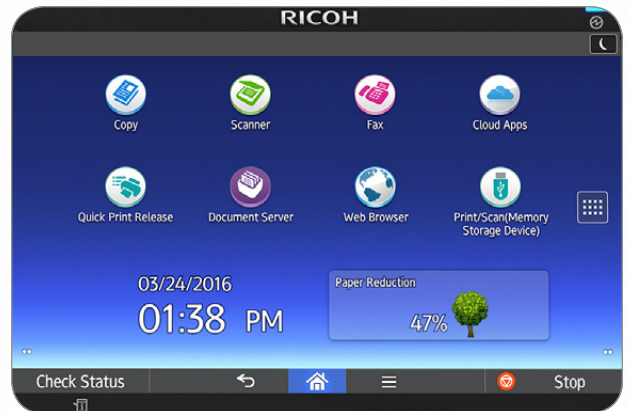 RICOH
Copy
Scanner
Fax
Cloud Apps
Quick Print Release
Document Server
Web Browser
Print/Scan(Memory
Storage Device)
03/24/2016
01:38 PM
Paper Reduction
47%
Check Status
Stop